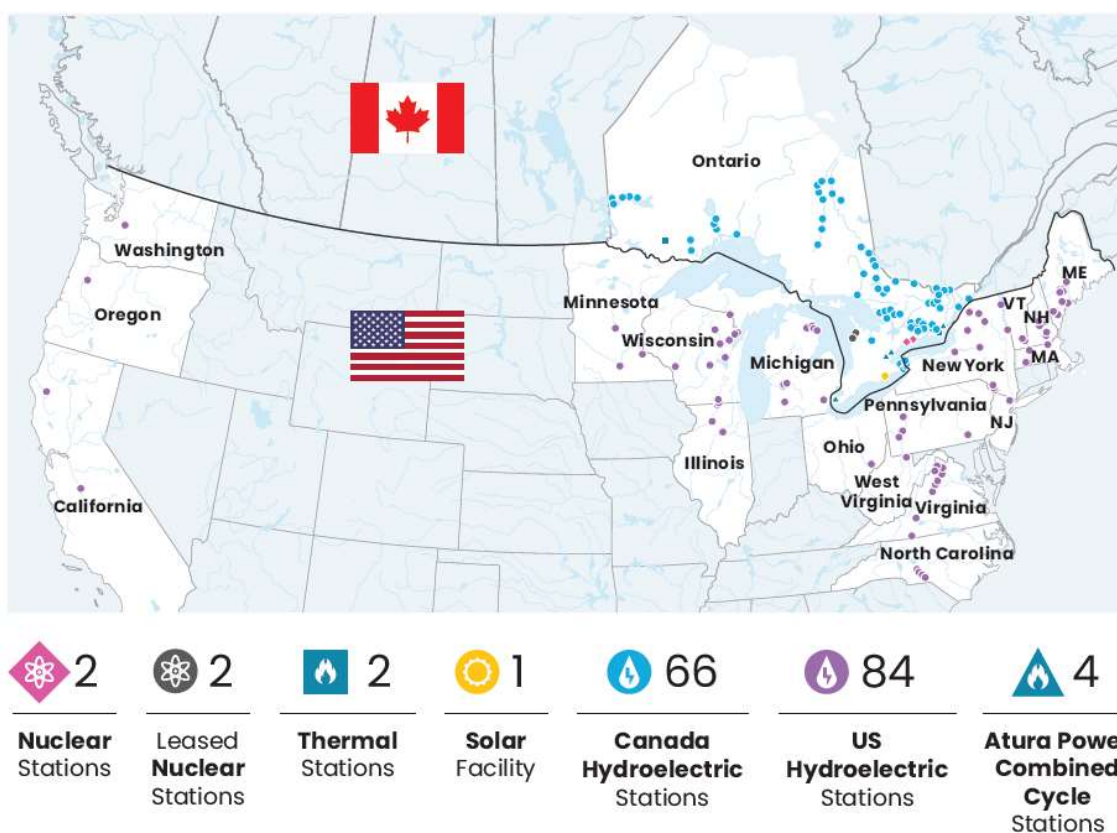 Ontario
Washington
Oregon
Minnesota
Wisconsin
Michigan
ME
VT
NH
MA
New York
Pennsylvania
NJ
Ohio
Illinois
West
Virginia
Virginia
California
North Carolina
2
2
2
1
66
84
4
Nuclear
Stations
Leased
Nuclear
Stations
Thermal
Stations
Solar
Facility
Canada
Hydroelectric
Stations
US
Hydroelectric
Stations
Atura Powe
Combined
Cycle
Stations